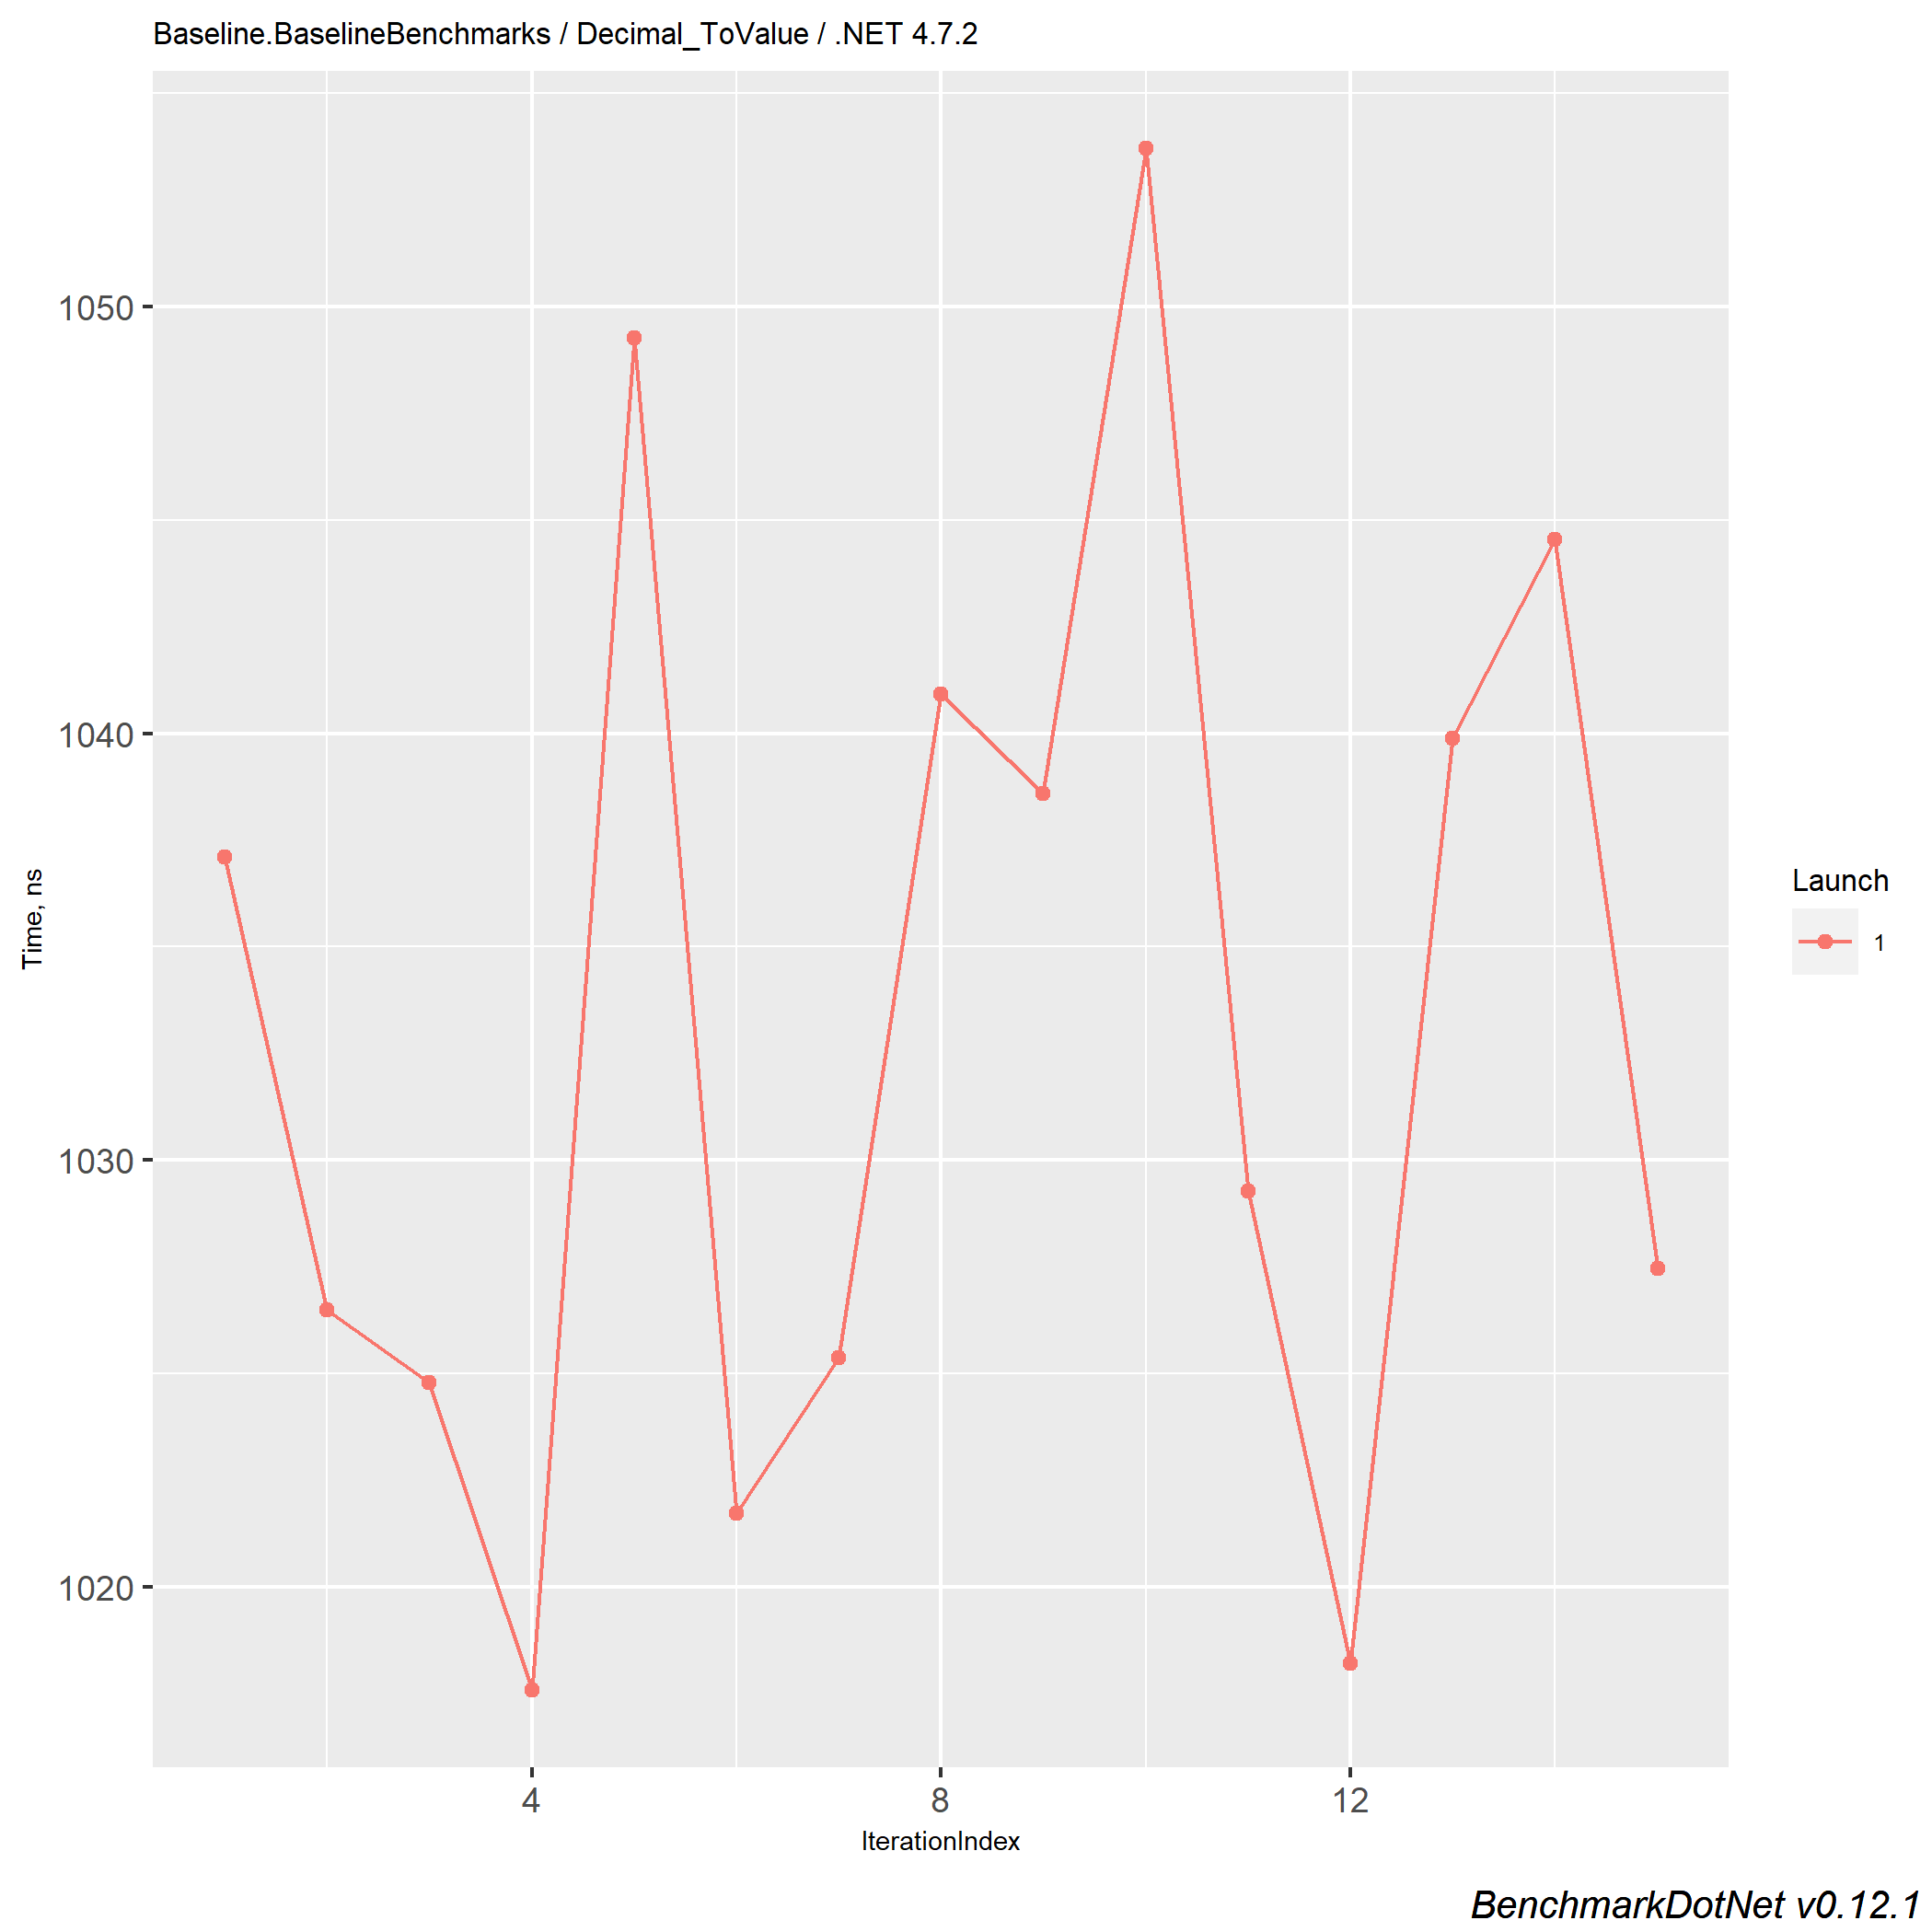 Baseline.BaselineBenchmarks / Decimal_ToValue / .NET 4.7.2
1050
1040
1030
1020
Time, ns
4 8 12
IterationIndex
Launch
1
BenchmarkDotNet v0.12.1